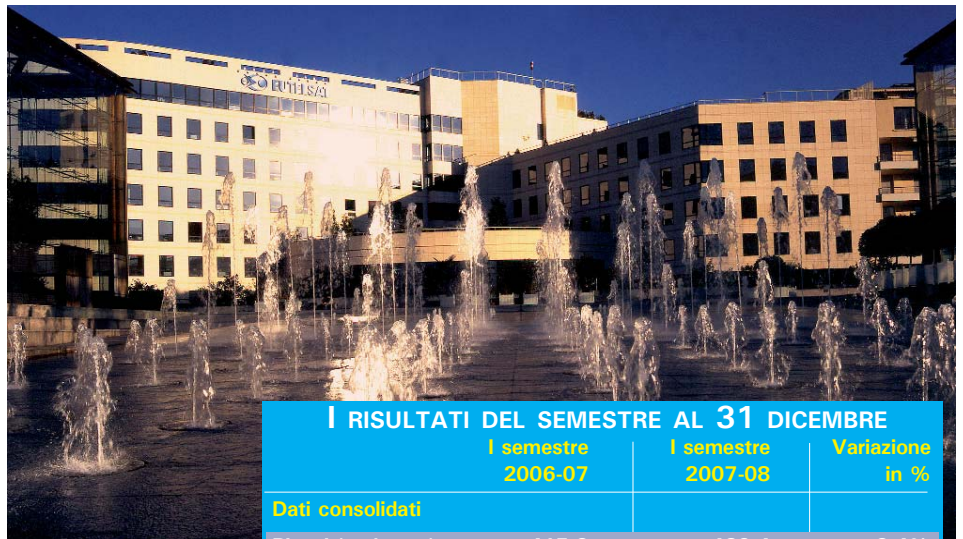 EUTELSAT
I RISULTATI DEL SEMESTRE AL 31 DICEMBRE
I semestre I semestre Variazione
2006-07 2007-08 in %
Dati consolidati